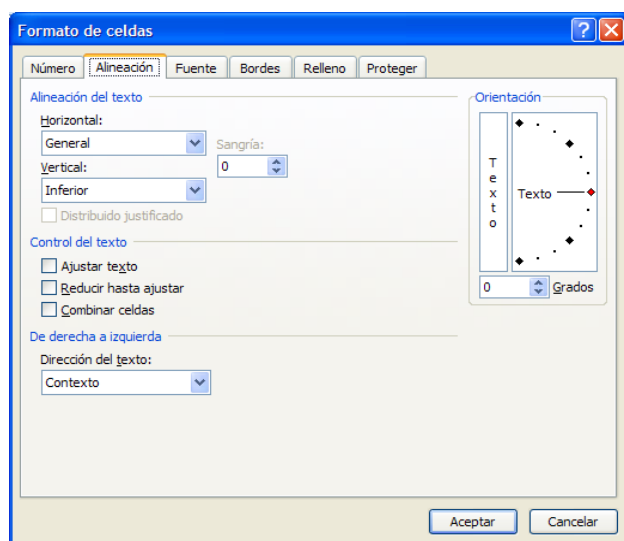 Formato de celdas
Número Alineación Fuente Bordes Relleno Proteger
Alineación del texto
Horizontal:
General
Sangría:
Vertical:
0
Inferior
Distribuido justificado
Control del texto
Ajustar texto
Reducir hasta ajustar
Combinar celdas
De derecha a izquierda
Dirección del texto:
Contexto
Orientación
Texto
Texto
0 Grados
Aceptar Cancelar